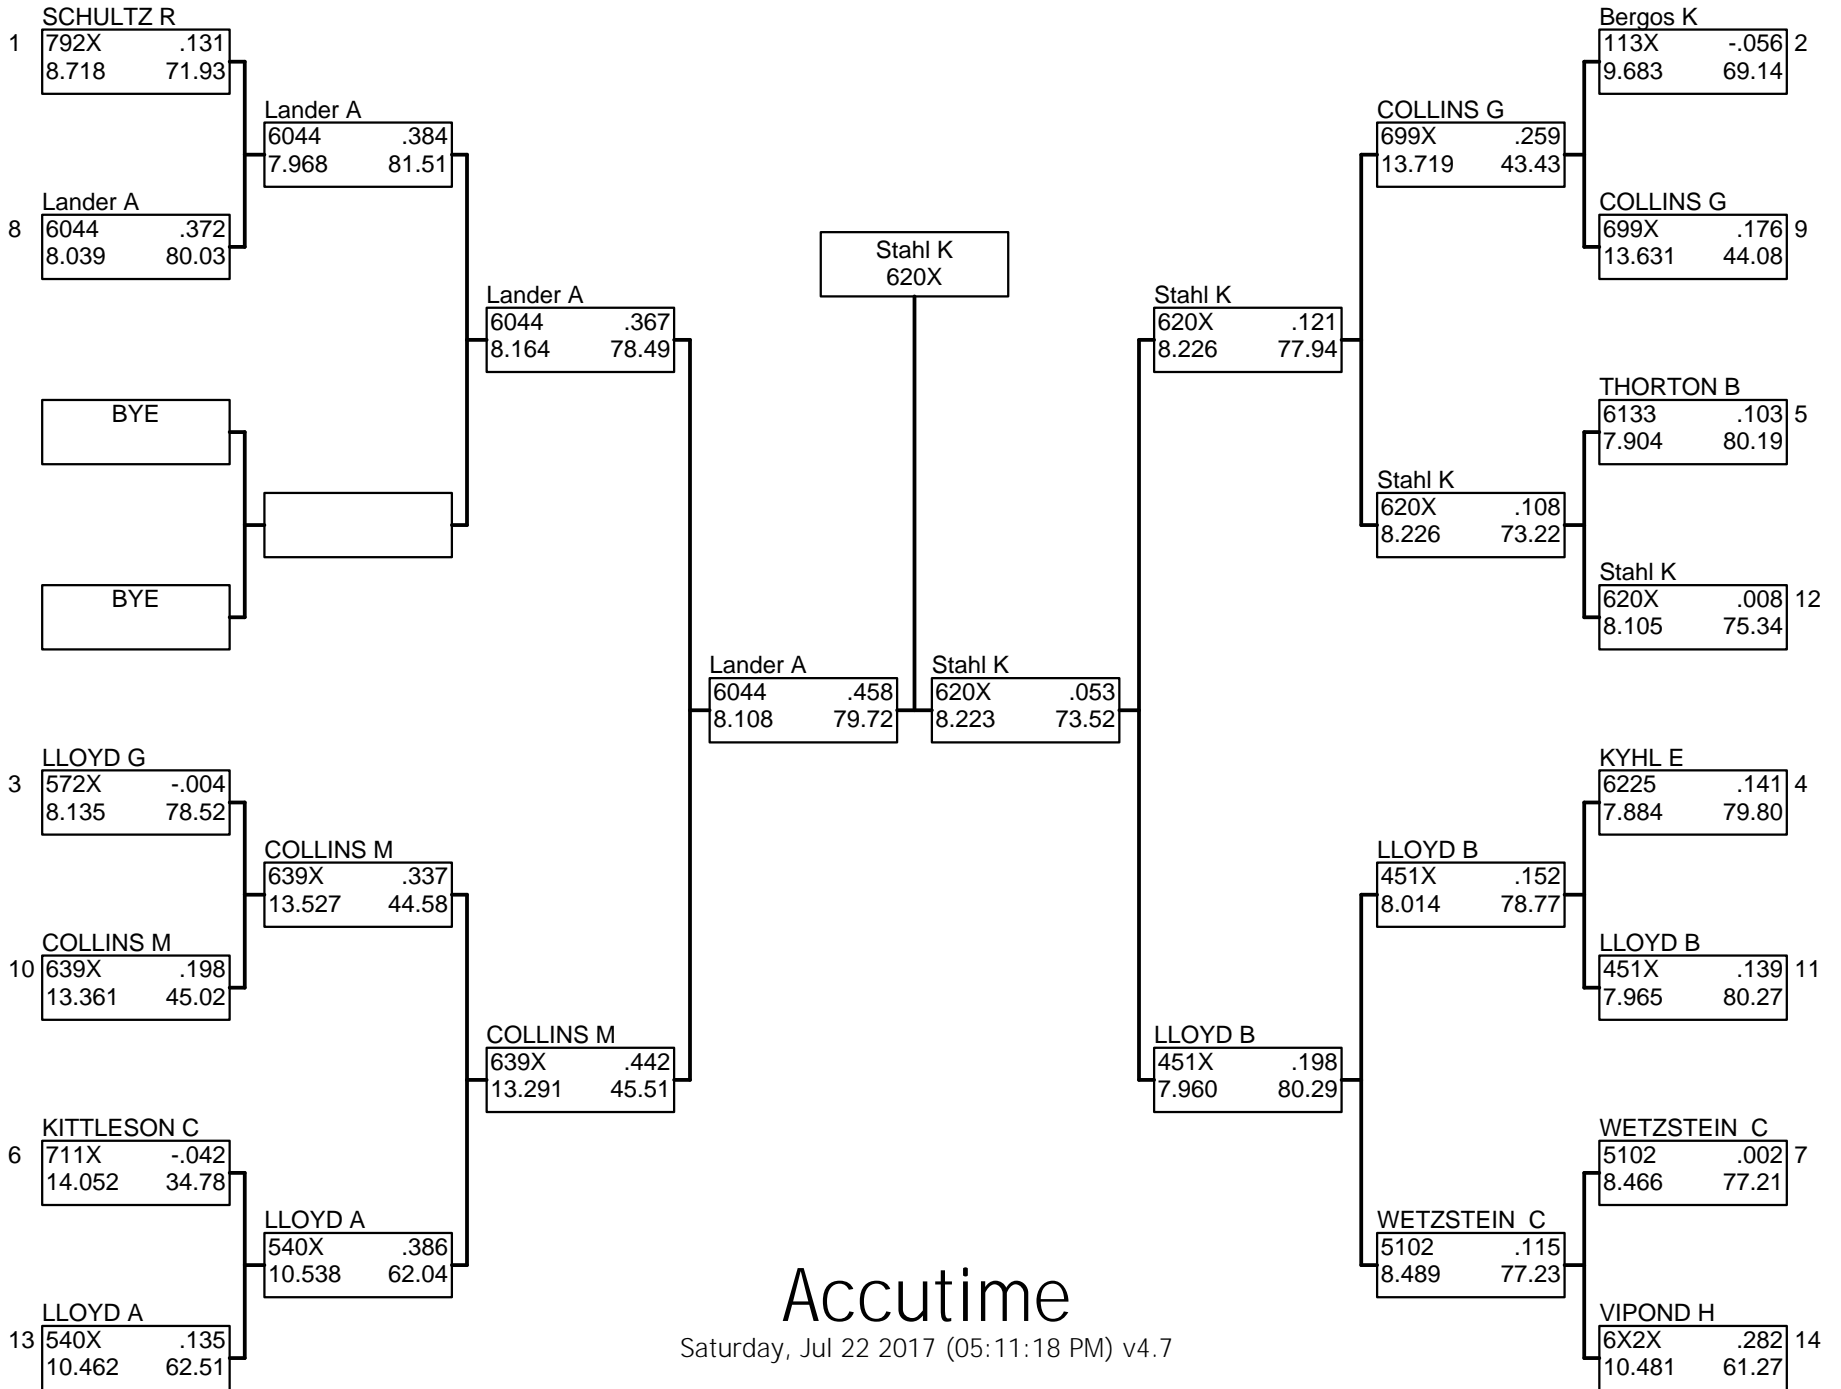 SCHULTZ R
1 792X .131
8.718 71.93
Lander A
6044 .384
7.968 81.51
Lander A
8 6044 .372
8.039 80.03
Lander A
6044 .367
8.164 78.49
BYE
BYE
Lander A
6044 .458
8.108 79.72
LLOYD G
3 572X -.004
8.135 78.52
COLLINS M
639X .337
13.527 44.58
COLLINS M
10 639X .198
13.361 45.02
COLLINS M
639X .442
13.291 45.51
KITTLESON C
6 711X -.042
14.052 34.78
LLOYD A
540X .386
10.538 62.04
LLOYD A
13 540X .135
10.462 62.51
Stahl K
620X
Stahl K
620X .053
8.223 73.52
Bergos K
113X -.056 2
9.683 69.14
COLLINS G
699X .259
13.719 43.43
COLLINS G
699X .176 9
13.631 44.08
Stahl K
620X .121
8.226 77.94
THORTON B
6133 .103 5
7.904 80.19
Stahl K
620X .108
8.226 73.22
Stahl K
620X .008 12
8.105 75.34
KYHL E
6225 .141 4
7.884 79.80
LLOYD B
451X .152
8.014 78.77
LLOYD B
451X .139 11
7.965 80.27
LLOYD B
451X .198
7.960 80.29
WETZSTEIN C
5102 .002 7
8.466 77.21
WETZSTEIN C
5102 .115
8.489 77.23
VIPOND H
6X2X .282 14
10.481 61.27
Accutime
Saturday, Jul 22 2017 (05:11:18 PM) v4.7